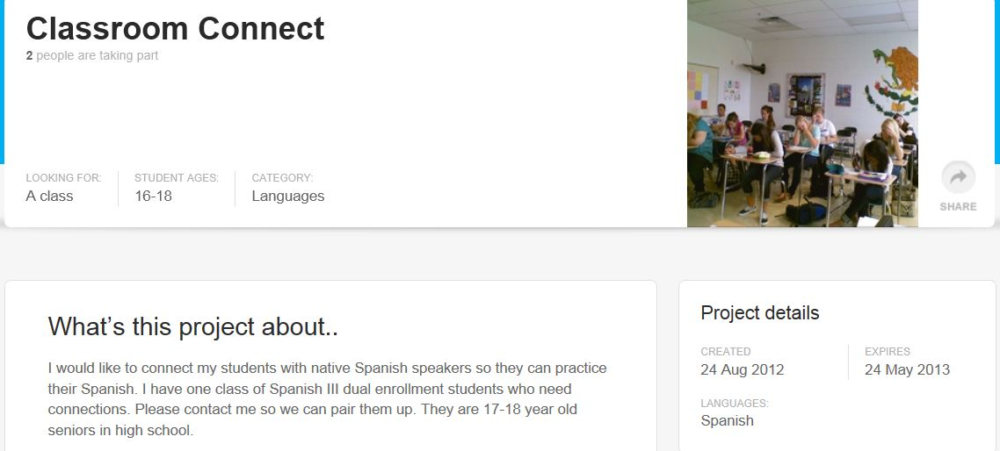 Classroom Connect
2 people are taking part
LOOKING FOR:
A class
STUDENT AGES:
16-18
CATEGORY:
Languages
SHARE
What’s this project about..
I would like to connect my students with native Spanish speakers so they can practice
their Spanish. I have one class of Spanish III dual enrollment students who need
connections. Please contact me so we can pair them up. They are 17-18 year old
seniors in high school.
Project details
CREATED
24 Aug 2012
EXPIRES
24 May 2013
LANGUAGES:
Spanish